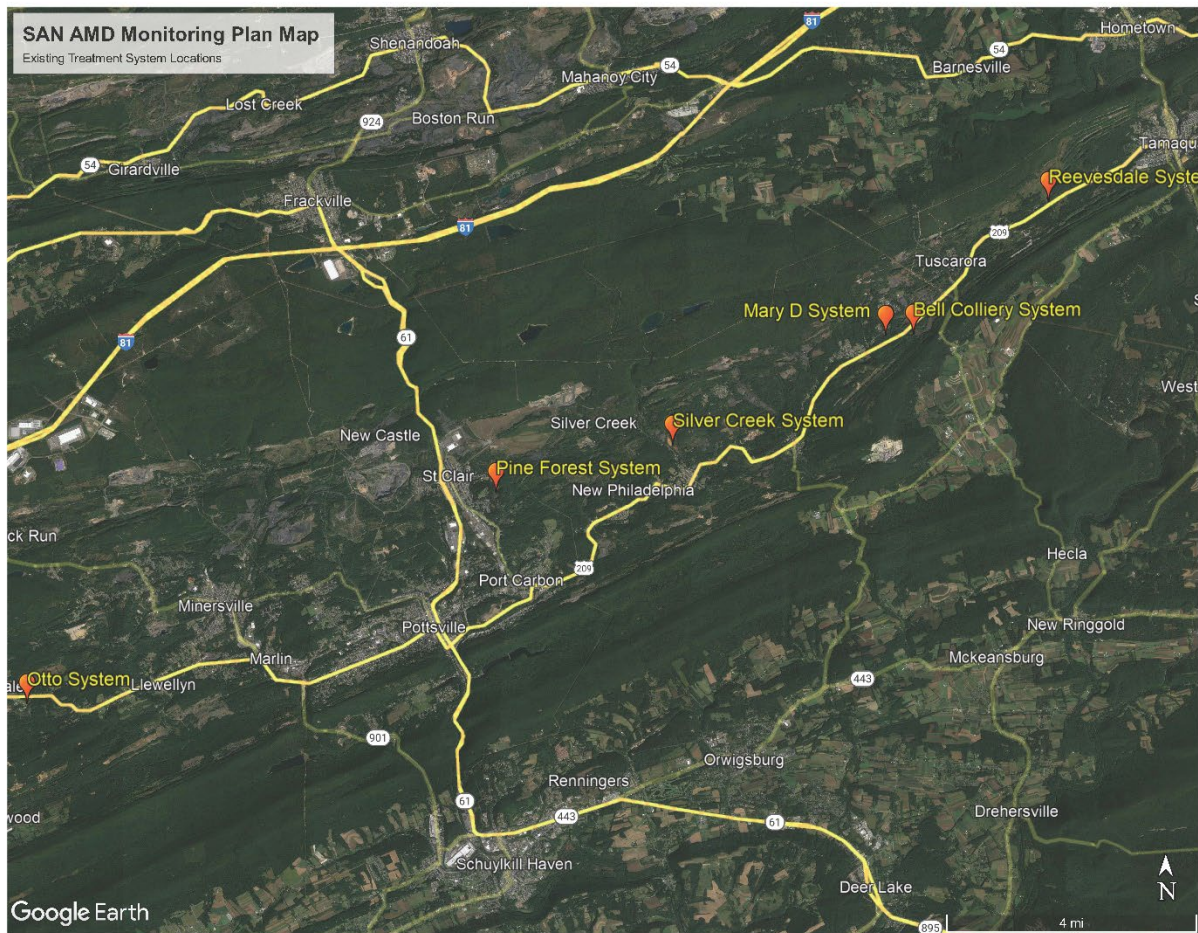 SAN AMD Monitoring Plan Map
Existing Treatment System Locations
81
Hometown
Shenandoah
54
Mahanoy City
54
Barnesville
Lost Creek
Boston Run
924
54
Girardville
Tamaqu
Reevesdale Syste
Frackville
81
209
Tuscarora
Mary D System
Bell Colliery System
61
81
West
Silver Creek
Silver Creek System
New Castle
St Clair
Pine Forest System
New Philadelphia
ck Run
Hecla
209
Port Carbon
Minersville
New Ringgold
Pottsville
Marlin
Mckeansburg
443
Otto System
ale
Llewellyn
901
Orwigsburg
Renningers
61
wood
443
61
Drehersville
Schuylkill Haven
Deer Lake
N
Google Earth
895
4 mi